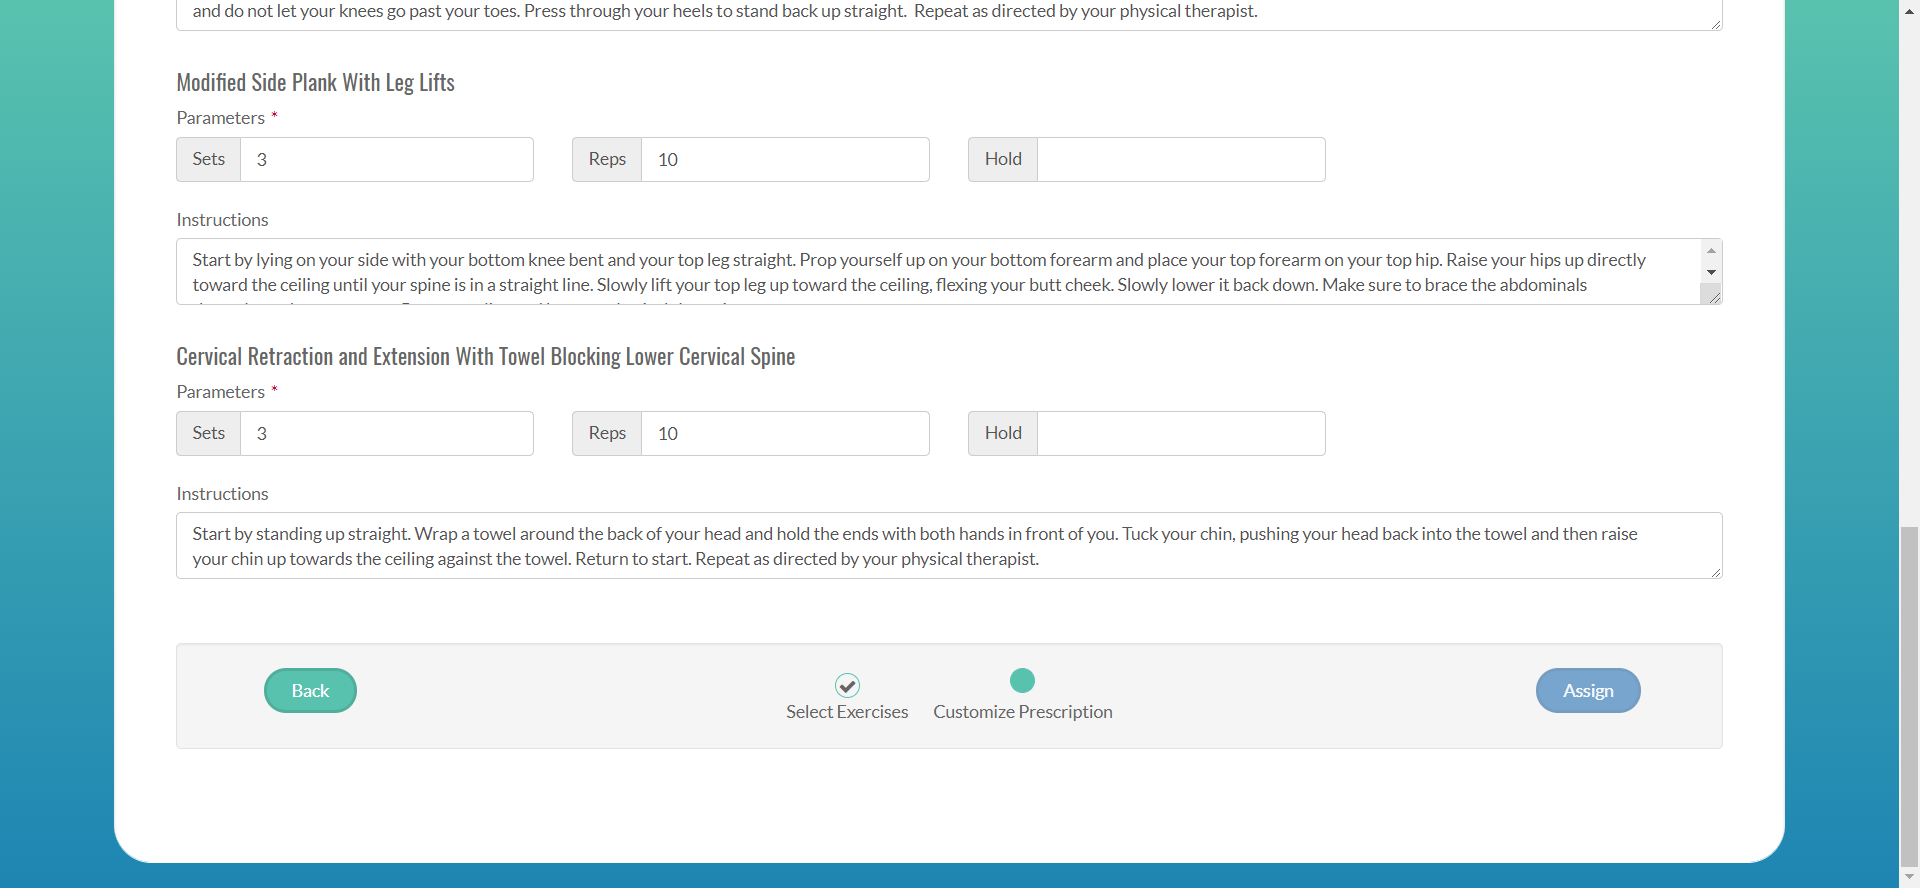 and do not let your knees go past your toes. Press through your heels to stand back up straight.  Repeat as directed by your physical therapist.
Modified Side Plank With Leg Lifts
Parameters *
Sets 3 Reps 10 Hold
Instructions
Start by lying on your side with your bottom knee bent and your top leg straight. Prop yourself up on your bottom forearm and place your top forearm on your top hip. Raise your hips up directly
toward the ceiling until your spine is in a straight line. Slowly lift your top leg up toward the ceiling, flexing your butt cheek. Slowly lower it back down. Make sure to brace the abdominals
Cervical Retraction and Extension With Towel Blocking Lower Cervical Spine
Parameters *
Sets 3 Reps 10 Hold
Instructions
Start by standing up straight. Wrap a towel around the back of your head and hold the ends with both hands in front of you. Tuck your chin, pushing your head back into the towel and then raise
your chin up towards the ceiling against the towel. Return to start. Repeat as directed by your physical therapist.
Back Select Exercises Customize Prescription Assign